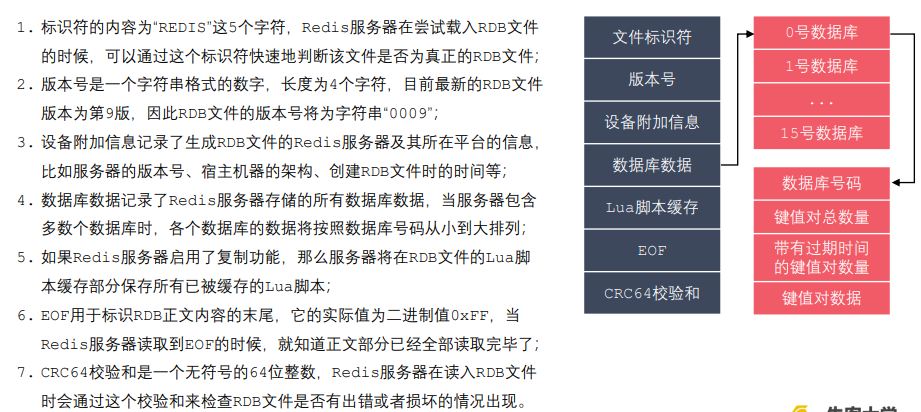 1. 标识符的内容为“REDIS”这5个字符，Redis服务器在尝试载入RDB文件
的时候，可以通过这个标识符快速地判断该文件是否为真正的RDB文件；
2. 版本号是一个字符串格式的数字，长度为4个字符，目前最新的RDB文件
版本为第9版，因此RDB文件的版本号将为字符串“0009”；
3. 设备附加信息记录了生成RDB文件的Redis服务器及其所在平台的信息，
比如服务器的版本号、宿主机器的架构、创建RDB文件时的时间等；
4. 数据库数据记录了Redis服务器存储的所有数据库数据，当服务器包含
多数个数据库时，各个数据库的数据将按照数据库号码从小到大排列；
5. 如果Redis服务器启用了复制功能，那么服务器将在RDB文件的Lua脚
本缓存部分保存所有已被缓存的Lua脚本；
6. EOF用于标识RDB正文内容的末尾，它的实际值为二进制值0xFF，当
Redis服务器读取到EOF的时候，就知道正文部分已经全部读取完毕了；
7. CRC64校验和是一个无符号的64位整数，Redis服务器在读入RDB文件
时会通过这个校验和来检查RDB文件是否有出错或者损坏的情况出现。
文件标识符
版本号
设备附加信息
数据库数据
Lua脚本缓存
EOF
CRC64校验和
0号数据库
1号数据库
...
15号数据库
数据库号码
键值对总数量
带有过期时间
的键值对数量
键值对数据